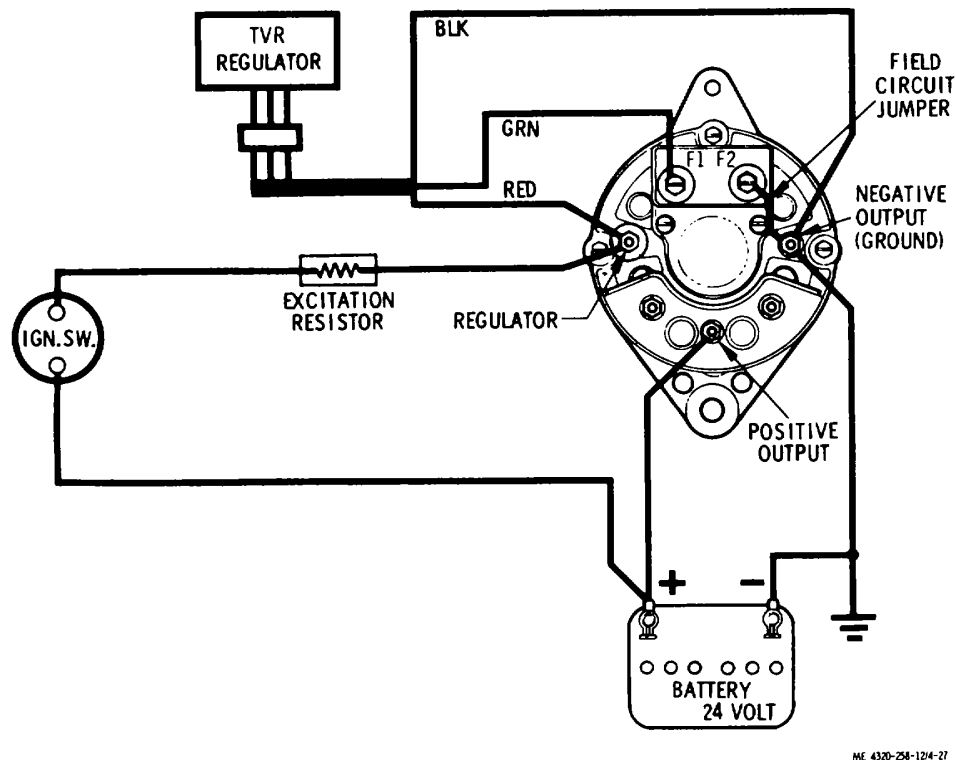 TVR
REGULATOR
BLK
GRN
RED
F1 F2
FIELD
CIRCUIT
JUMPER
NEGATIVE
OUTPUT
(GROUND)
EXCITATION
RESISTOR
REGULATOR
IGN. SW.
POSITIVE
OUTPUT
+ −
BATTERY
24 VOLT
ME 4320-258-12/4-27